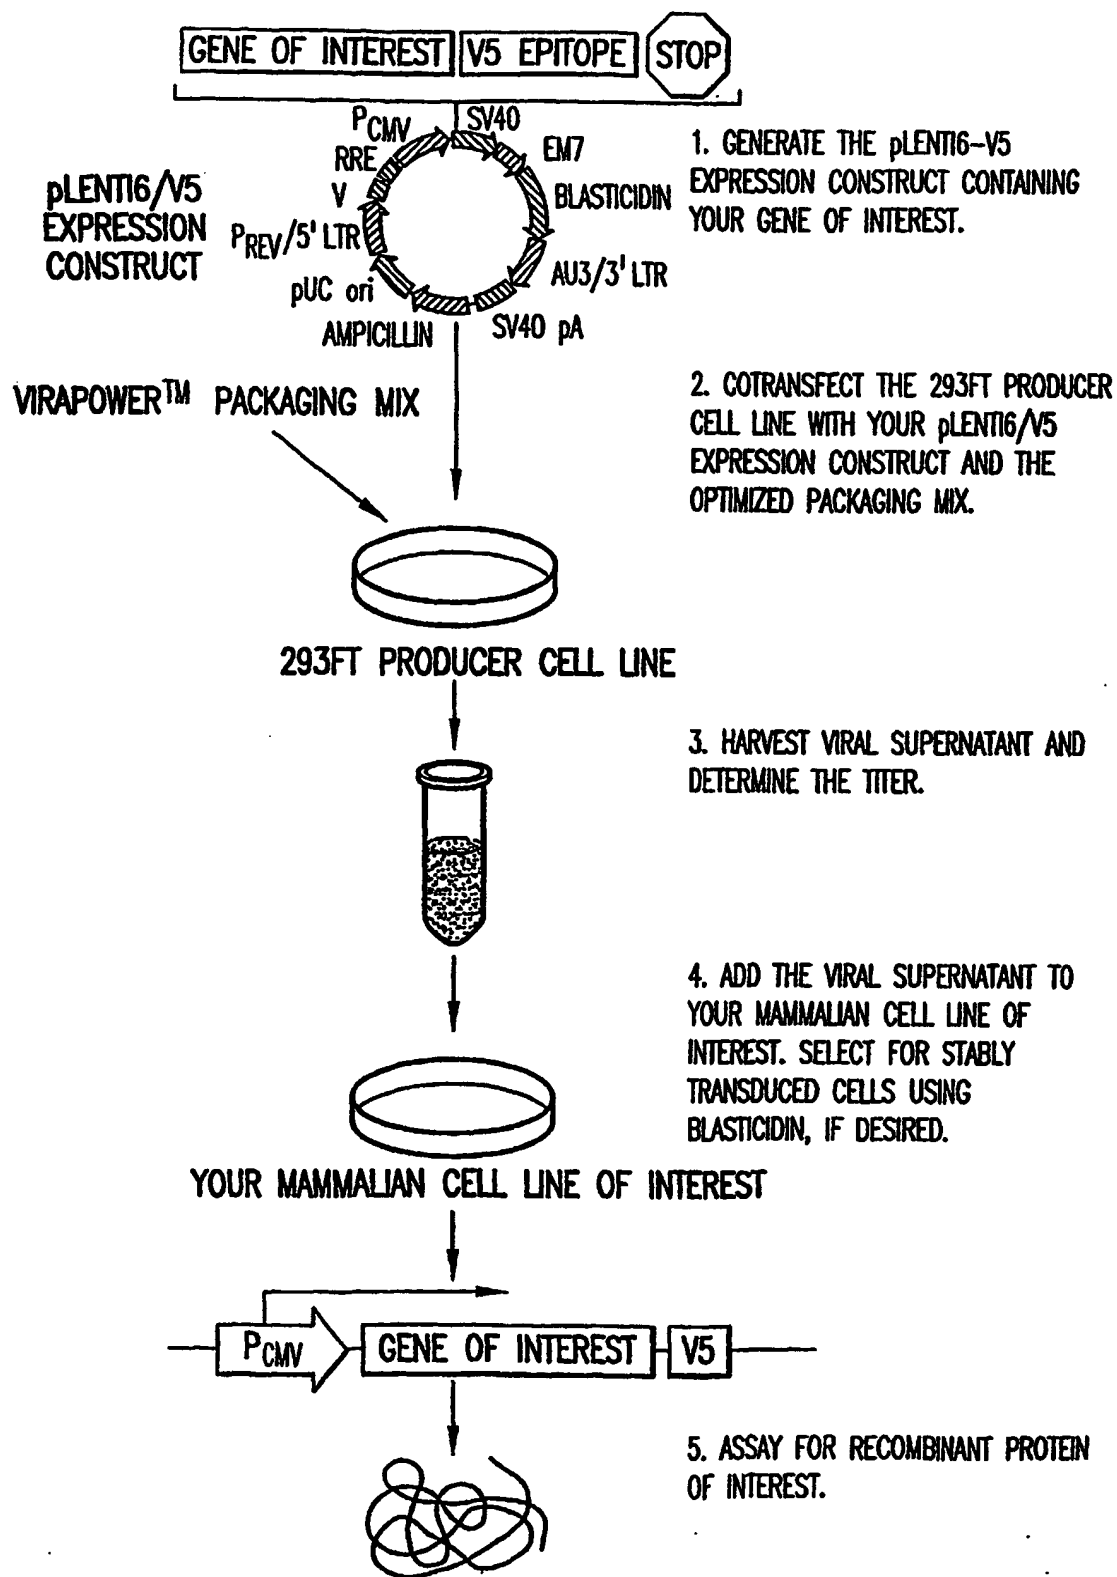 GENE OF INTEREST V5 EPITOPE STOP
PCMV SV40
RRE EM7
V BLASTICIDIN
PREV/5' LTR
pUC ori AU3/3' LTR
AMPICILLIN SV40 pA
pLENTI6/V5
EXPRESSION
CONSTRUCT
1. GENERATE THE pLENTI6-V5
EXPRESSION CONSTRUCT CONTAINING
YOUR GENE OF INTEREST.
VIRAPOWER™ PACKAGING MIX
2. COTRANSFECT THE 293FT PRODUCER
CELL LINE WITH YOUR pLENTI6/V5
EXPRESSION CONSTRUCT AND THE
OPTIMIZED PACKAGING MIX.
293FT PRODUCER CELL LINE
3. HARVEST VIRAL SUPERNATANT AND
DETERMINE THE TITER.
4. ADD THE VIRAL SUPERNATANT TO
YOUR MAMMALIAN CELL LINE OF
INTEREST. SELECT FOR STABLY
TRANSDUCED CELLS USING
BLASTICIDIN, IF DESIRED.
YOUR MAMMALIAN CELL LINE OF INTEREST
PCMV GENE OF INTEREST V5
5. ASSAY FOR RECOMBINANT PROTEIN
OF INTEREST.